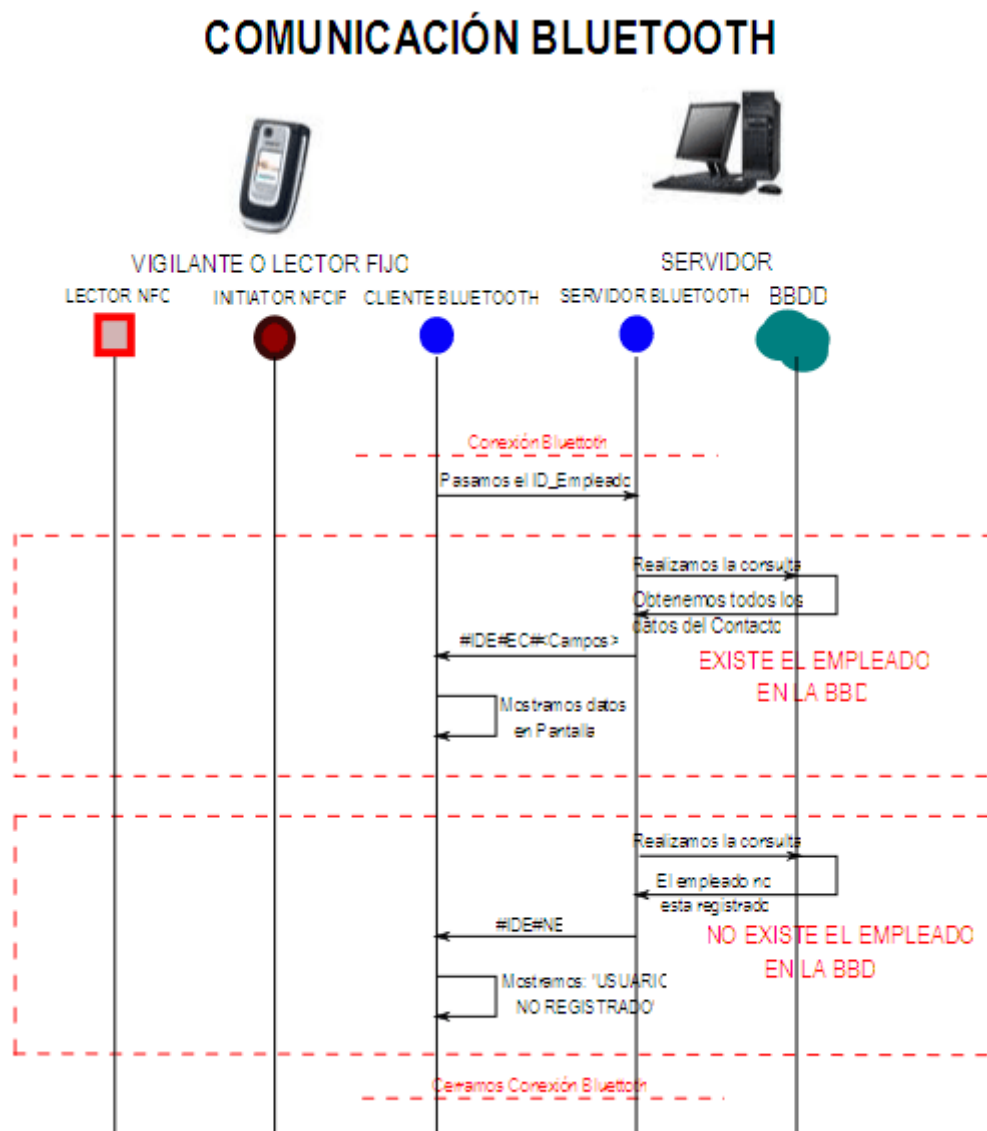 COMUNICACIÓN BLUETOOTH
VIGILANTE O LECTOR FIJO
SERVIDOR
LECTOR NFC
INITIATOR NFCIF
CLIENTE BLUETOOTH
SERVIDOR BLUETOOTH
BBDD
Conexión Bluettoth
Pasamos el ID_Empleado
Realizamos la consulta
Obtenemos todos los
datos del Contacto
#IDE#EC#<Campos>
EXISTE EL EMPLEADO
EN LA BBD
Mostramos datos
en Pantalla
Realizamos la consulta
El empleado no
esta registrado
#IDE#NE
NO EXISTE EL EMPLEADO
EN LA BBD
Mostramos: 'USUARIO
NO REGISTRADO'
Cerramos Conexión Bluettoth